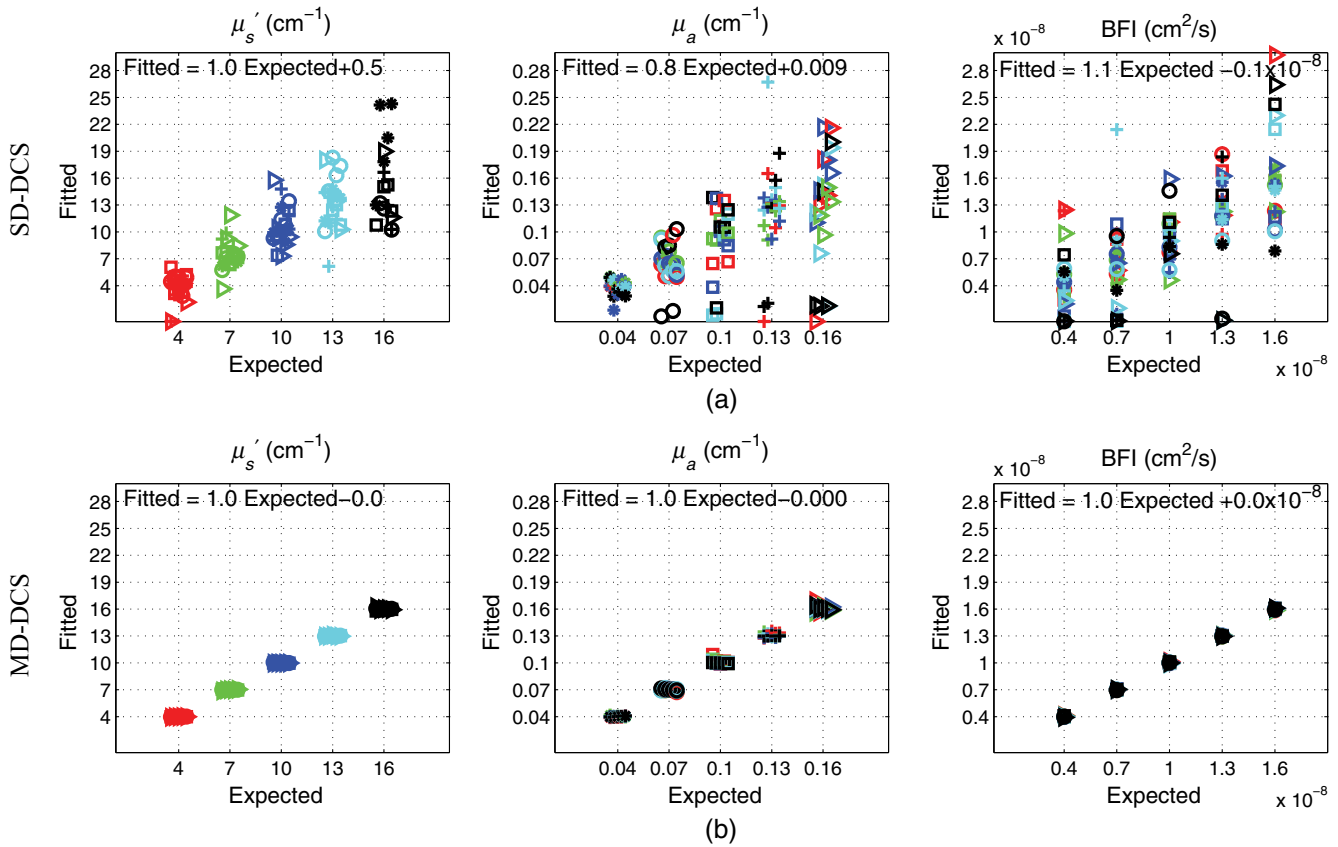 μs′ (cm−1)
μa (cm−1)
BFI (cm2/s)
x 10−8
SD-DCS
Fitted
28
25
22
19
16
13
10
7
4
Fitted = 1.0 Expected+0.5
4 7 10 13 16
Expected
Fitted
0.28
0.25
0.22
0.19
0.16
0.13
0.1
0.07
0.04
Fitted = 0.8 Expected+0.009
0.04 0.07 0.1 0.13 0.16
Expected
Fitted
2.8
2.5
2.2
1.9
1.6
1.3
1
0.7
0.4
Fitted = 1.1 Expected −0.1x10−8
0.4 0.7 1 1.3 1.6
Expected
x 10−8
(a)
μs′ (cm−1)
μa (cm−1)
BFI (cm2/s)
x 10−8
MD-DCS
Fitted
28
25
22
19
16
13
10
7
4
Fitted = 1.0 Expected−0.0
4 7 10 13 16
Expected
Fitted
0.28
0.25
0.22
0.19
0.16
0.13
0.1
0.07
0.04
Fitted = 1.0 Expected−0.000
0.04 0.07 0.1 0.13 0.16
Expected
Fitted
2.8
2.5
2.2
1.9
1.6
1.3
1
0.7
0.4
Fitted = 1.0 Expected +0.0x10−8
0.4 0.7 1 1.3 1.6
Expected
x 10−8
(b)